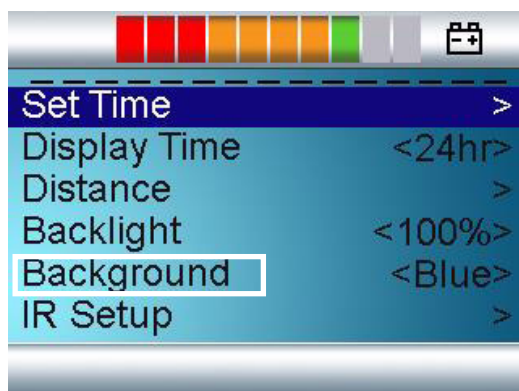 Set Time >
Display Time <24hr>
Distance >
Backlight <100%>
Background <Blue>
IR Setup >